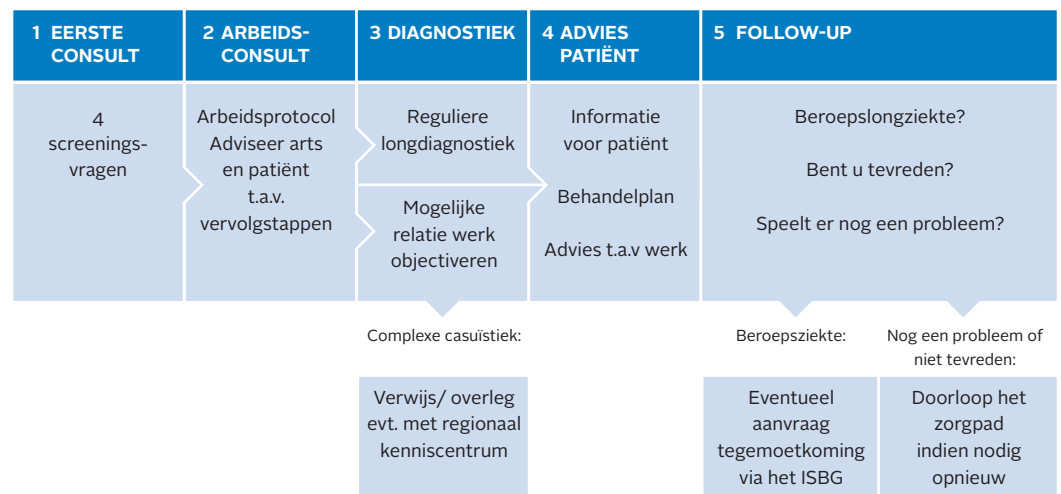 1 EERSTE
CONSULT
2 ARBEIDS-
CONSULT
3 DIAGNOSTIEK
4 ADVIES
PATIËNT
5 FOLLOW-UP
4
screenings-
vragen
Arbeidsprotocol
Adviseer arts
en patiënt
t.a.v.
vervolgstappen
Reguliere
longdiagnostiek
Mogelijke
relatie werk
objectiveren
Informatie
voor patiënt
Behandelplan
Advies t.a.v werk
Beroepslongziekte?
Bent u tevreden?
Speelt er nog een probleem?
Complexe casuïstiek:
Verwijs/ overleg
evt. met regionaal
kenniscentrum
Beroepsziekte:
Eventueel
aanvraag
tegemoetkoming
via het ISBG
Nog een probleem of
niet tevreden:
Doorloop het
zorgpad
indien nodig
opnieuw